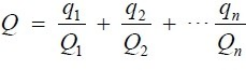 Q = q₁/Q₁ + q₂/Q₂ + ⋯ qₙ/Qₙ